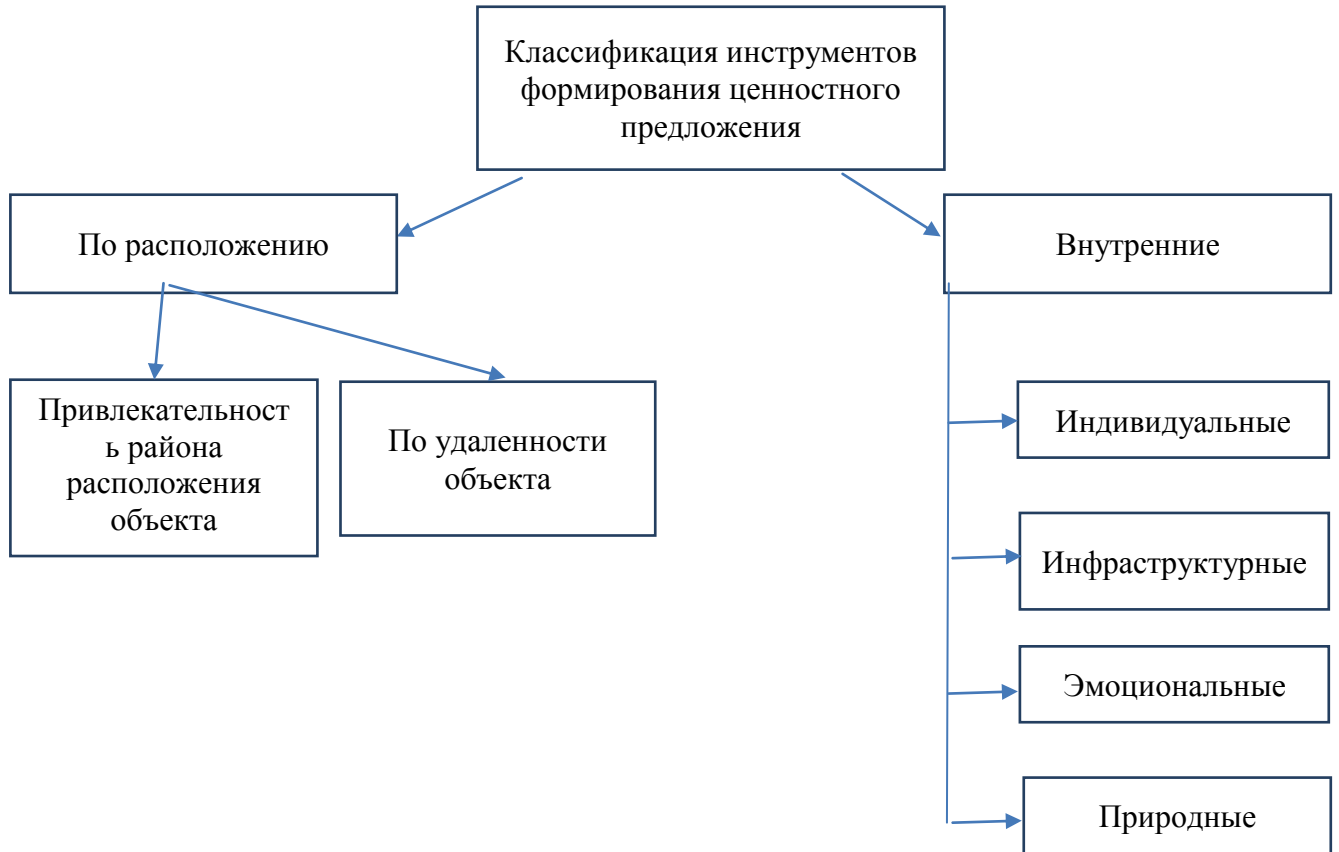 Классификация инструментов
формирования ценностного
предложения
По расположению
Внутренние
Привлекательност
ь района
расположения
объекта
По удаленности
объекта
Индивидуальные
Инфраструктурные
Эмоциональные
Природные